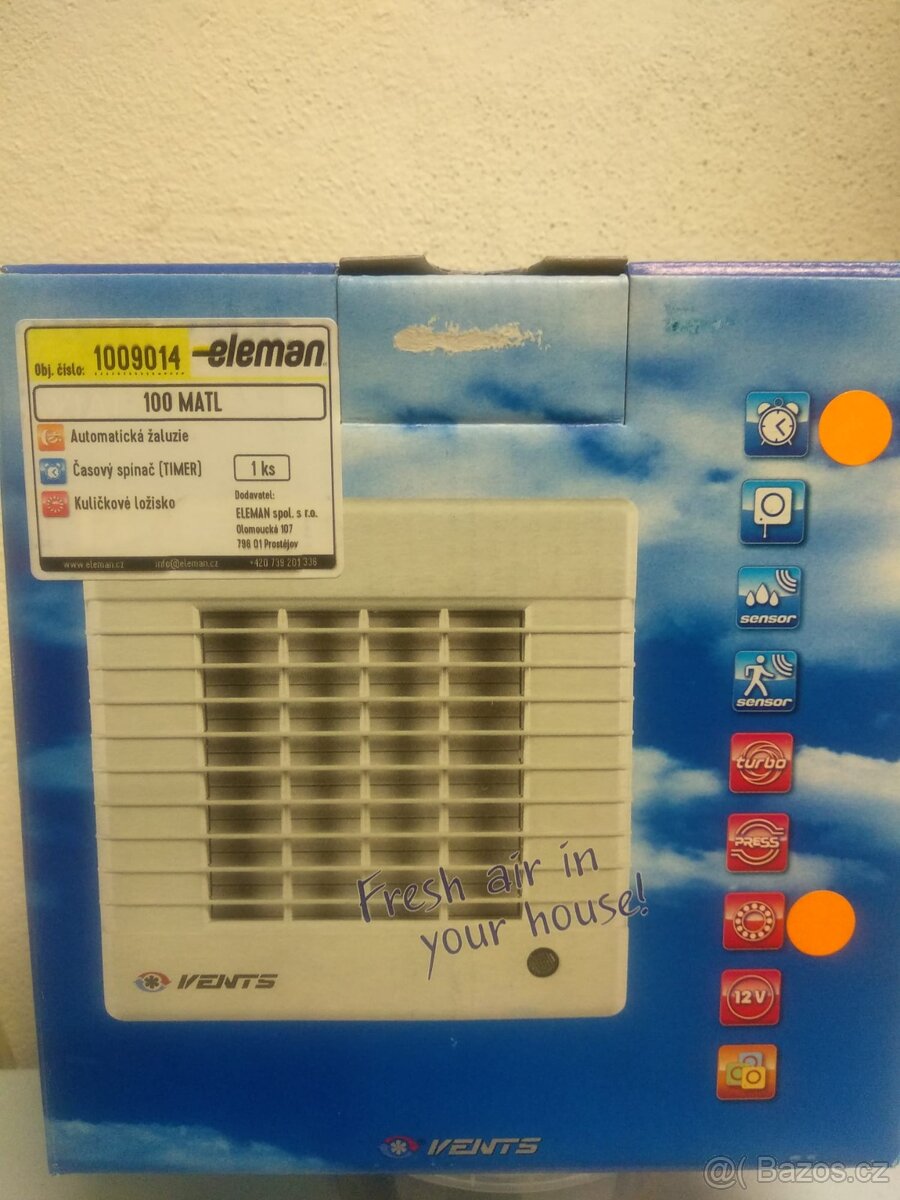 Obj. číslo: 1009014 eleman
100 MATL
Automatická žaluzie
Časový spínač (TIMER)
1 ks
Kuličkové ložisko
Dodavatel:
ELEMAN spol. s r.o.
Olomoucká 107
796 01 Prostějov
www.eleman.cz info@eleman.cz +420 739 201 336
sensor
sensor
turbo
PRESS
12V
Fresh air in
your house!
VENTS
VENTS
@( Bazos.cz